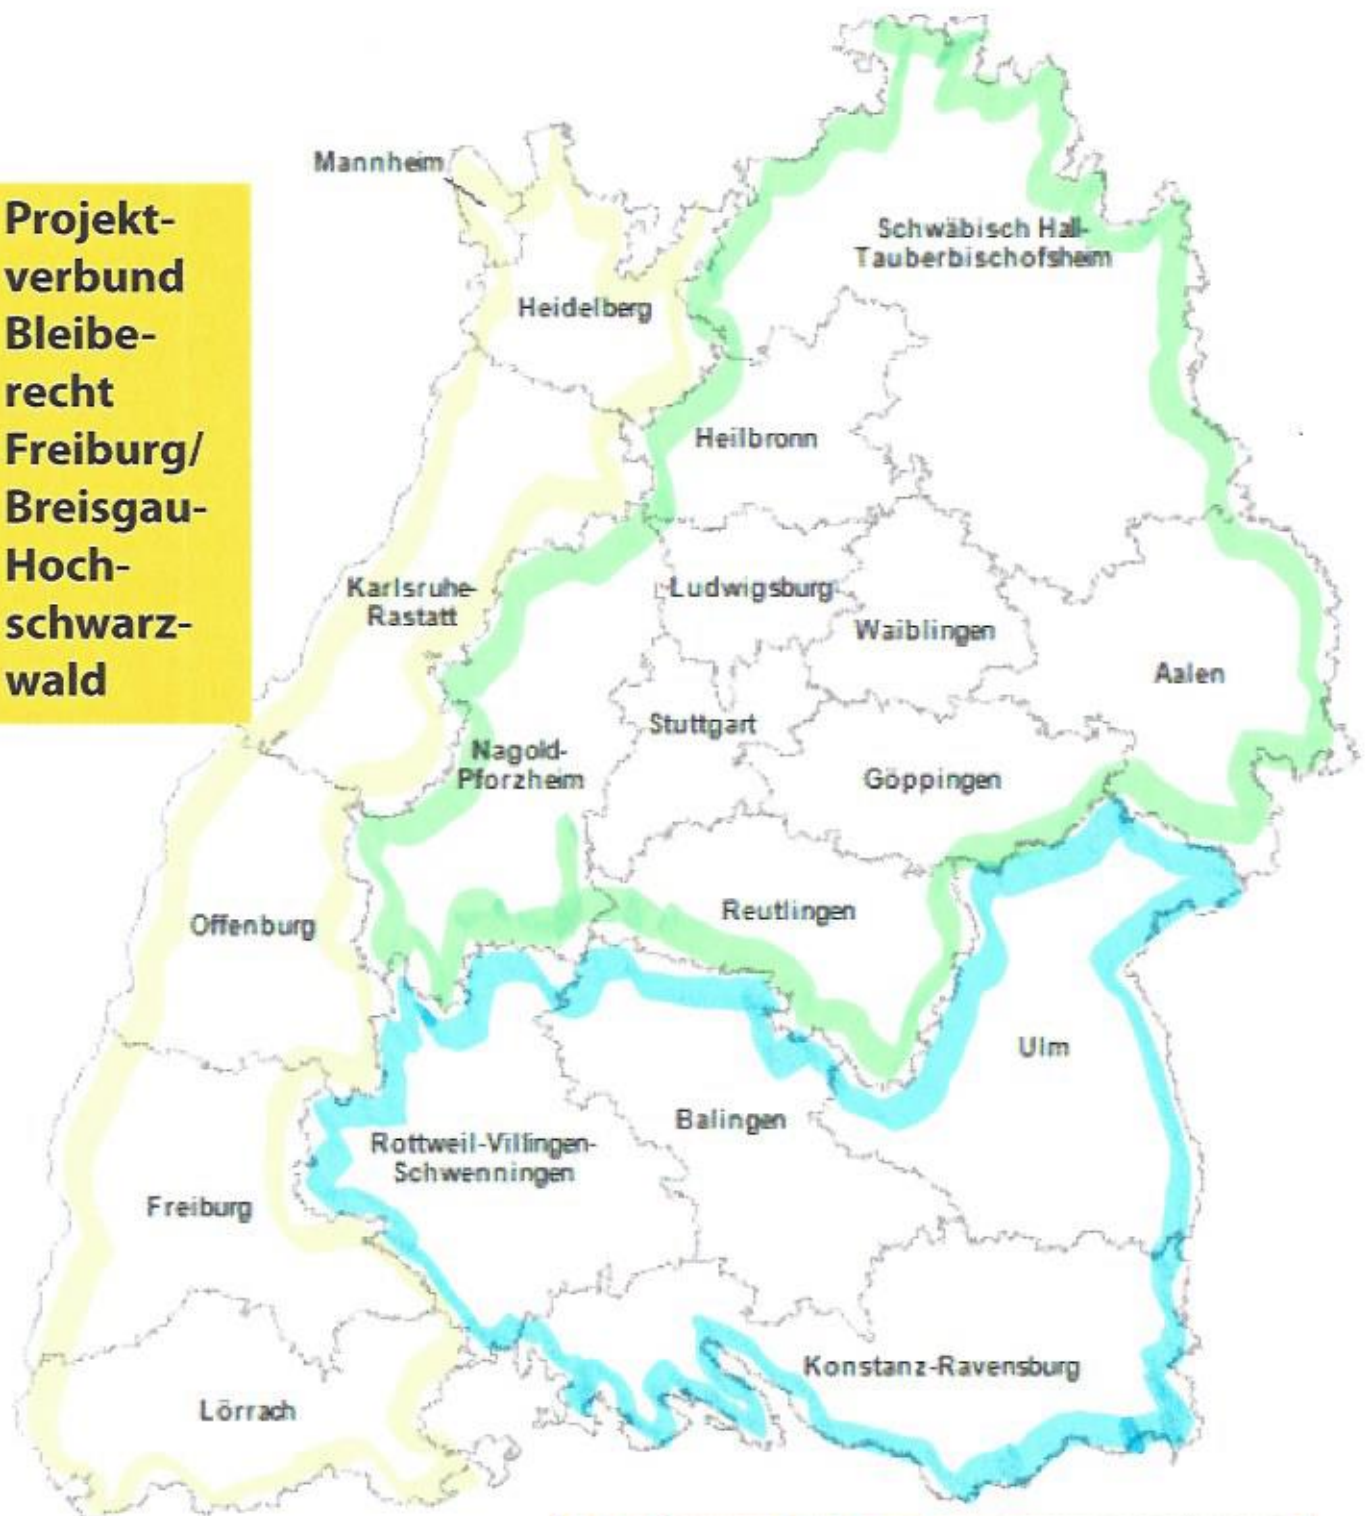 Projekt-
verbund
Bleibe-
recht
Freiburg/
Breisgau-
Hoch-
schwarz-
wald
Mannheim
Schwäbisch Hall-
Tauberbischofsheim
Heidelberg
Heilbronn
Karlsruhe-
Rastatt
Ludwigsburg
Waiblingen
Aalen
Stuttgart
Nagold-
Pforzheim
Göppingen
Reutlingen
Offenburg
Ulm
Balingen
Rottweil-Villingen-
Schwenningen
Freiburg
Konstanz-Ravensburg
Lörrach